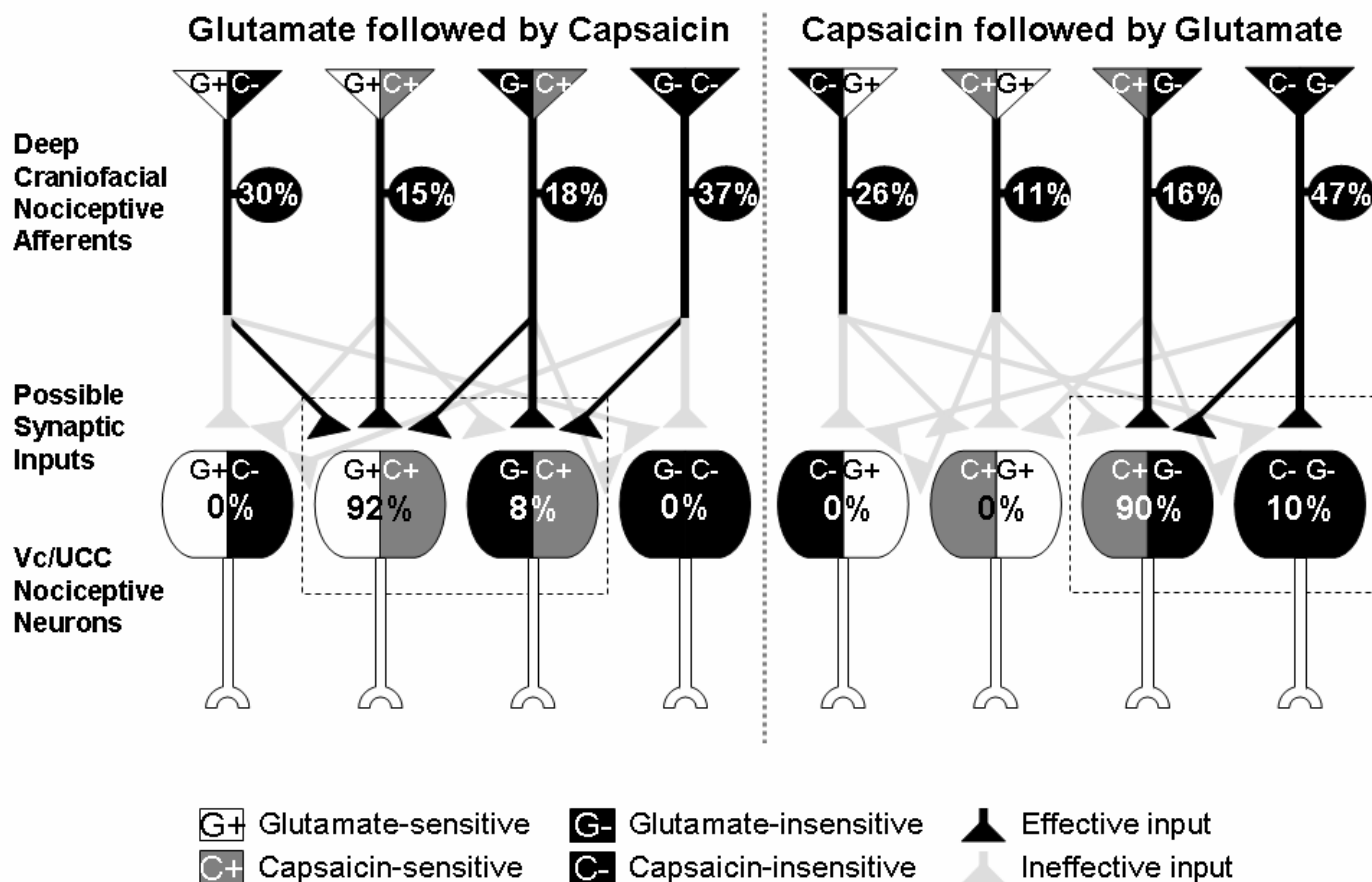 Glutamate followed by Capsaicin
Capsaicin followed by Glutamate
G+ C-
G+ C+
G- C+
G- C-
C- G+
C+ G+
C+ G-
C- G-
Deep
Craniofacial
Nociceptive
Afferents
30%
15%
18%
37%
26%
11%
16%
47%
Possible
Synaptic
Inputs
G+ C-
G+ C+
G- C+
G- C-
C- G+
C+ G+
C+ G-
C- G-
0%
92%
8%
0%
0%
0%
90%
10%
Vc/UCC
Nociceptive
Neurons
G+ Glutamate-sensitive
G- Glutamate-insensitive
Effective input
C+ Capsaicin-sensitive
C- Capsaicin-insensitive
Ineffective input